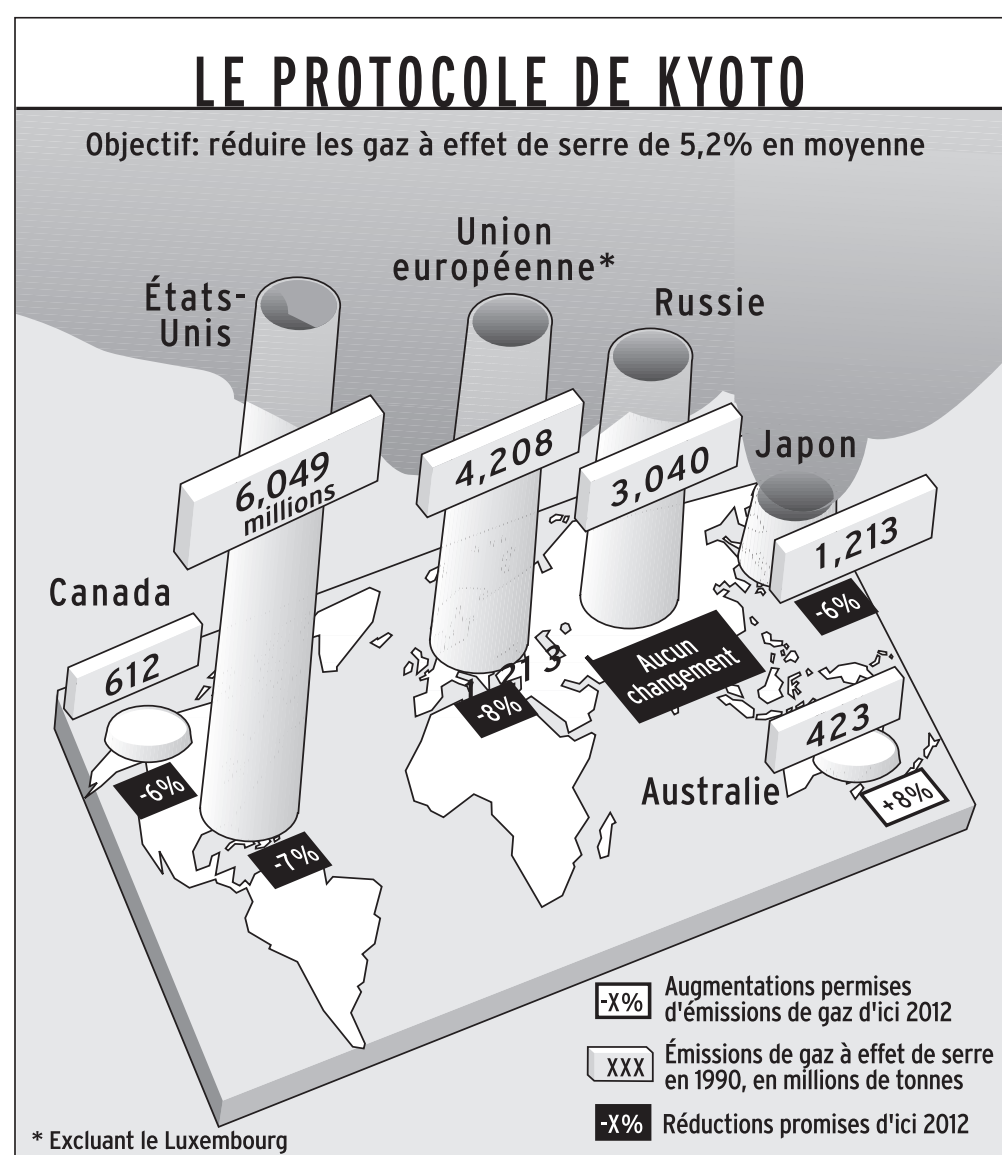 LE PROTOCOLE DE KYOTO
Objectif: réduire les gaz à effet de serre de 5,2% en moyenne
Union
européenne*
États-
Unis
Russie
Japon
6,049
millions
4,208
3,040
1,213
Canada
612
-6%
Aucun
changement
1,213
-8%
423
-6%
Australie
+8%
-7%
-X% Augmentations permises
d'émissions de gaz d'ici 2012
XXX Émissions de gaz à effet de serre
en 1990, en millions de tonnes
-X% Réductions promises d'ici 2012
* Excluant le Luxembourg